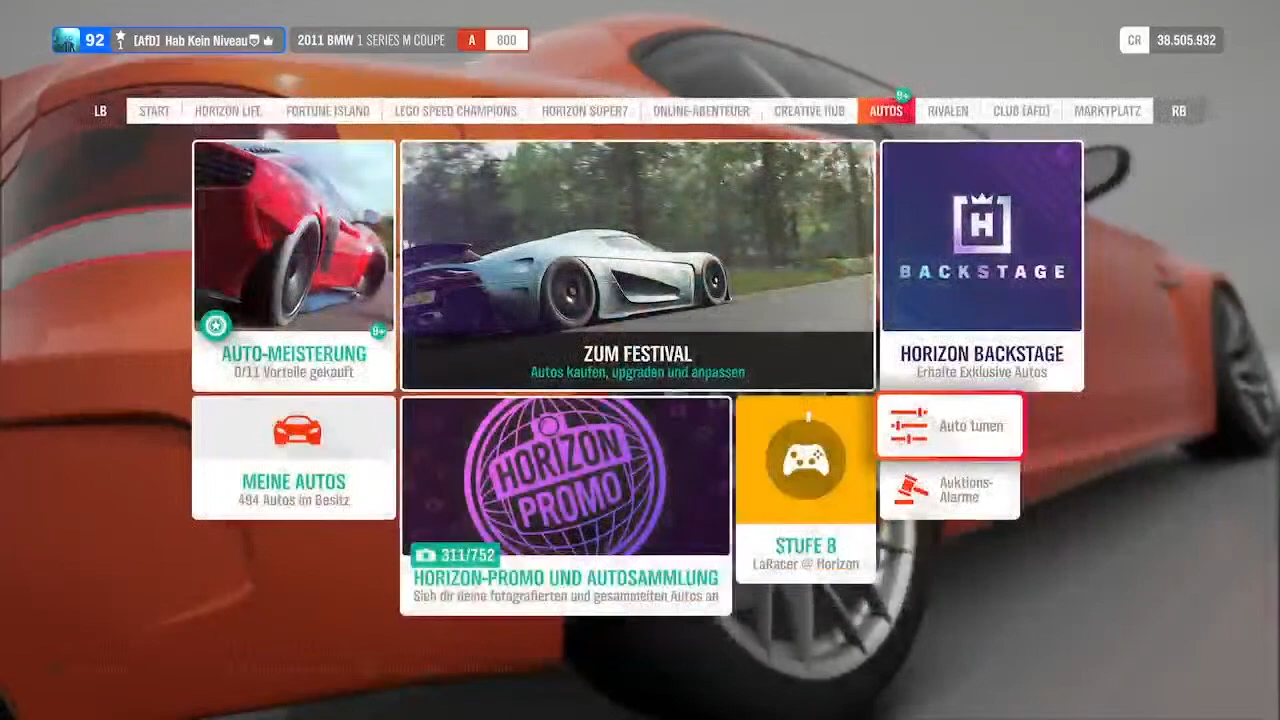 92 1 [AfD] Hab Kein Niveau 2011 BMW 1 SERIES M COUPE A 800 CR 38.505.932
9+
LB START HORIZON LIFE FORTUNE ISLAND LEGO SPEED CHAMPIONS HORIZON SUPER7 ONLINE-ABENTEUER CREATIVE HUB AUTOS RIVALEN CLUB [AFD] MARKTPLATZ RB
H
BACKSTAGE
9+
AUTO-MEISTERUNG
0/11 Vorteile gekauft
ZUM FESTIVAL
Autos kaufen, upgraden und anpassen
HORIZON BACKSTAGE
Erhalte Exklusive Autos
MEINE AUTOS
494 Autos im Besitz
HORIZON
PROMO
311/752
HORIZON-PROMO UND AUTOSAMMLUNG
Sieh dir deine fotografierten und gesammelten Autos an
STUFE 8
LaRacer @ Horizon
Auto tunen
Auktions-
Alarme